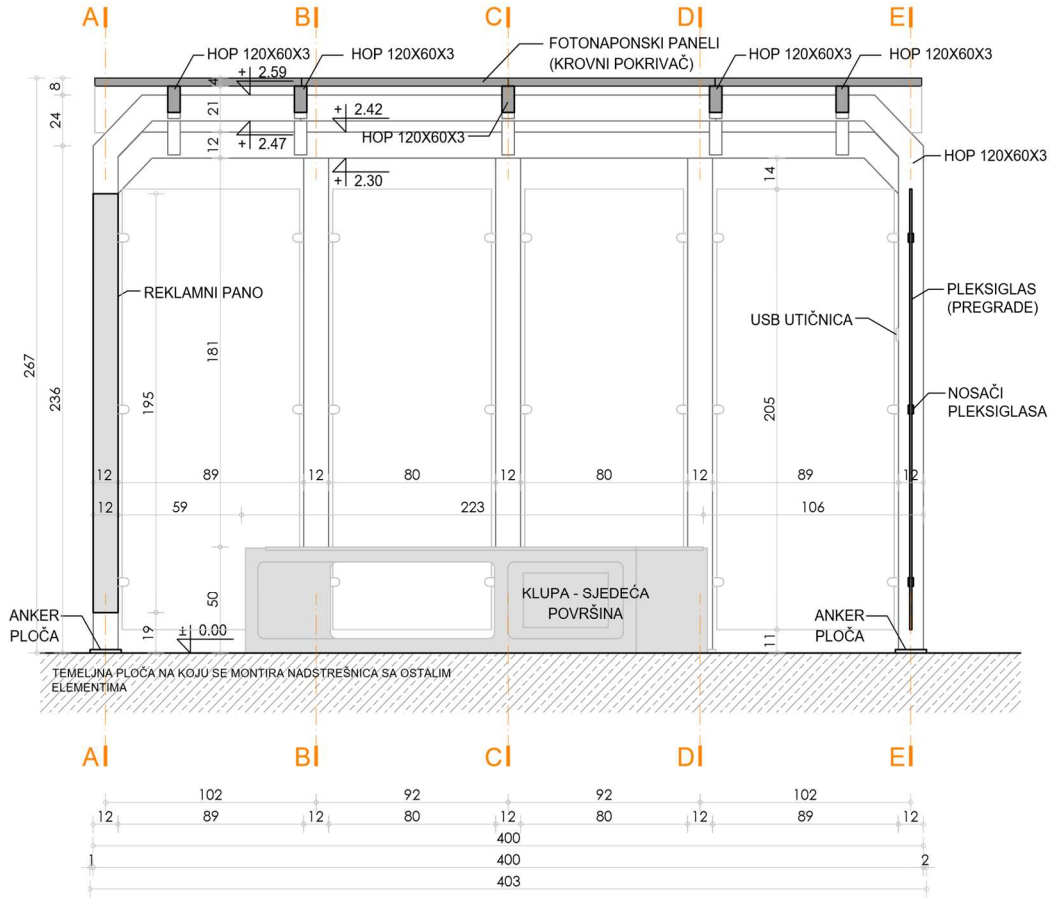 A B C D E
FOTONAPONSKI PANELI
(KROVNI POKRIVAČ)
HOP 120X60X3 HOP 120X60X3 HOP 120X60X3 HOP 120X60X3
+ 2.59
8
4
24
21
+ 2.42
HOP 120X60X3
12
+ 2.47
HOP 120X60X3
+ 2.30
14
REKLAMNI PANO
PLEKSIGLAS
(PREGRADE)
USB UTIČNICA
181
267
236
195
205
NOSAČI
PLEKSIGLASA
12 89 12 80 12 80 12 89 12
12 59 223 106
50
KLUPA - SJEDEĆA
POVRŠINA
ANKER
PLOČA
19
+ 0.00
11
ANKER
PLOČA
TEMELJNA PLOČA NA KOJU SE MONTIRA NADSTREŠNICA SA OSTALIM
ELEMENTIMA
A B C D E
102 92 92 102
12 89 12 80 12 80 12 89 12
400
1 400 2
403